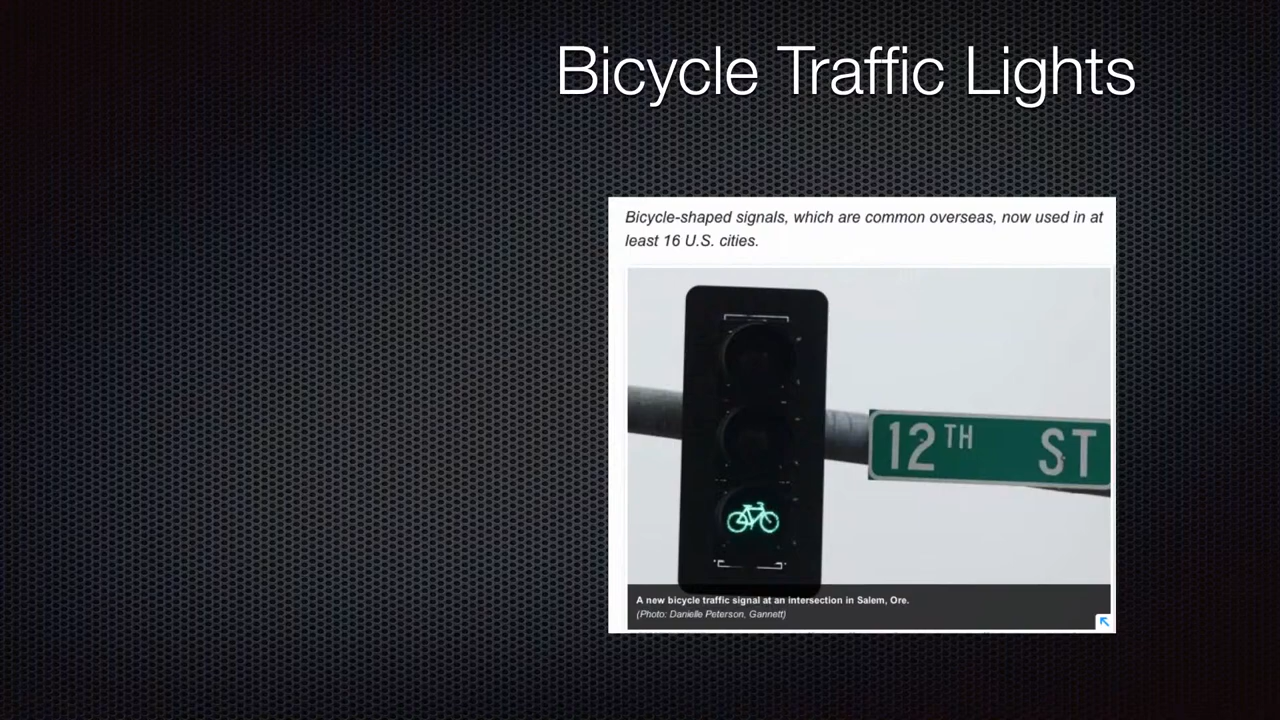 Bicycle Traffic Lights
Bicycle-shaped signals, which are common overseas, now used in at
least 16 U.S. cities.
12TH ST
A new bicycle traffic signal at an intersection in Salem, Ore.
(Photo: Danielle Peterson, Gannett)